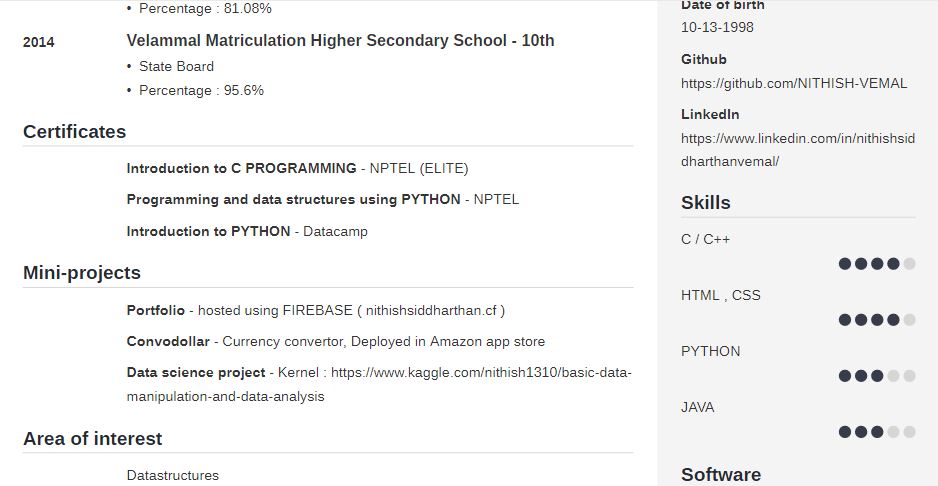 • Percentage : 81.08%
2014 Velammal Matriculation Higher Secondary School - 10th
• State Board
• Percentage : 95.6%
Certificates
Introduction to C PROGRAMMING - NPTEL (ELITE)
Programming and data structures using PYTHON - NPTEL
Introduction to PYTHON - Datacamp
Mini-projects
Portfolio - hosted using FIREBASE ( nithishsiddharthan.cf )
Convodollar - Currency convertor, Deployed in Amazon app store
Data science project - Kernel : https://www.kaggle.com/nithish1310/basic-data-
manipulation-and-data-analysis
Area of interest
Datastructures
Date of birth
10-13-1998
Github
https://github.com/NITHISH-VEMAL
LinkedIn
https://www.linkedin.com/in/nithishsid
dharthanvemal/
Skills
C / C++
HTML , CSS
PYTHON
JAVA
Software